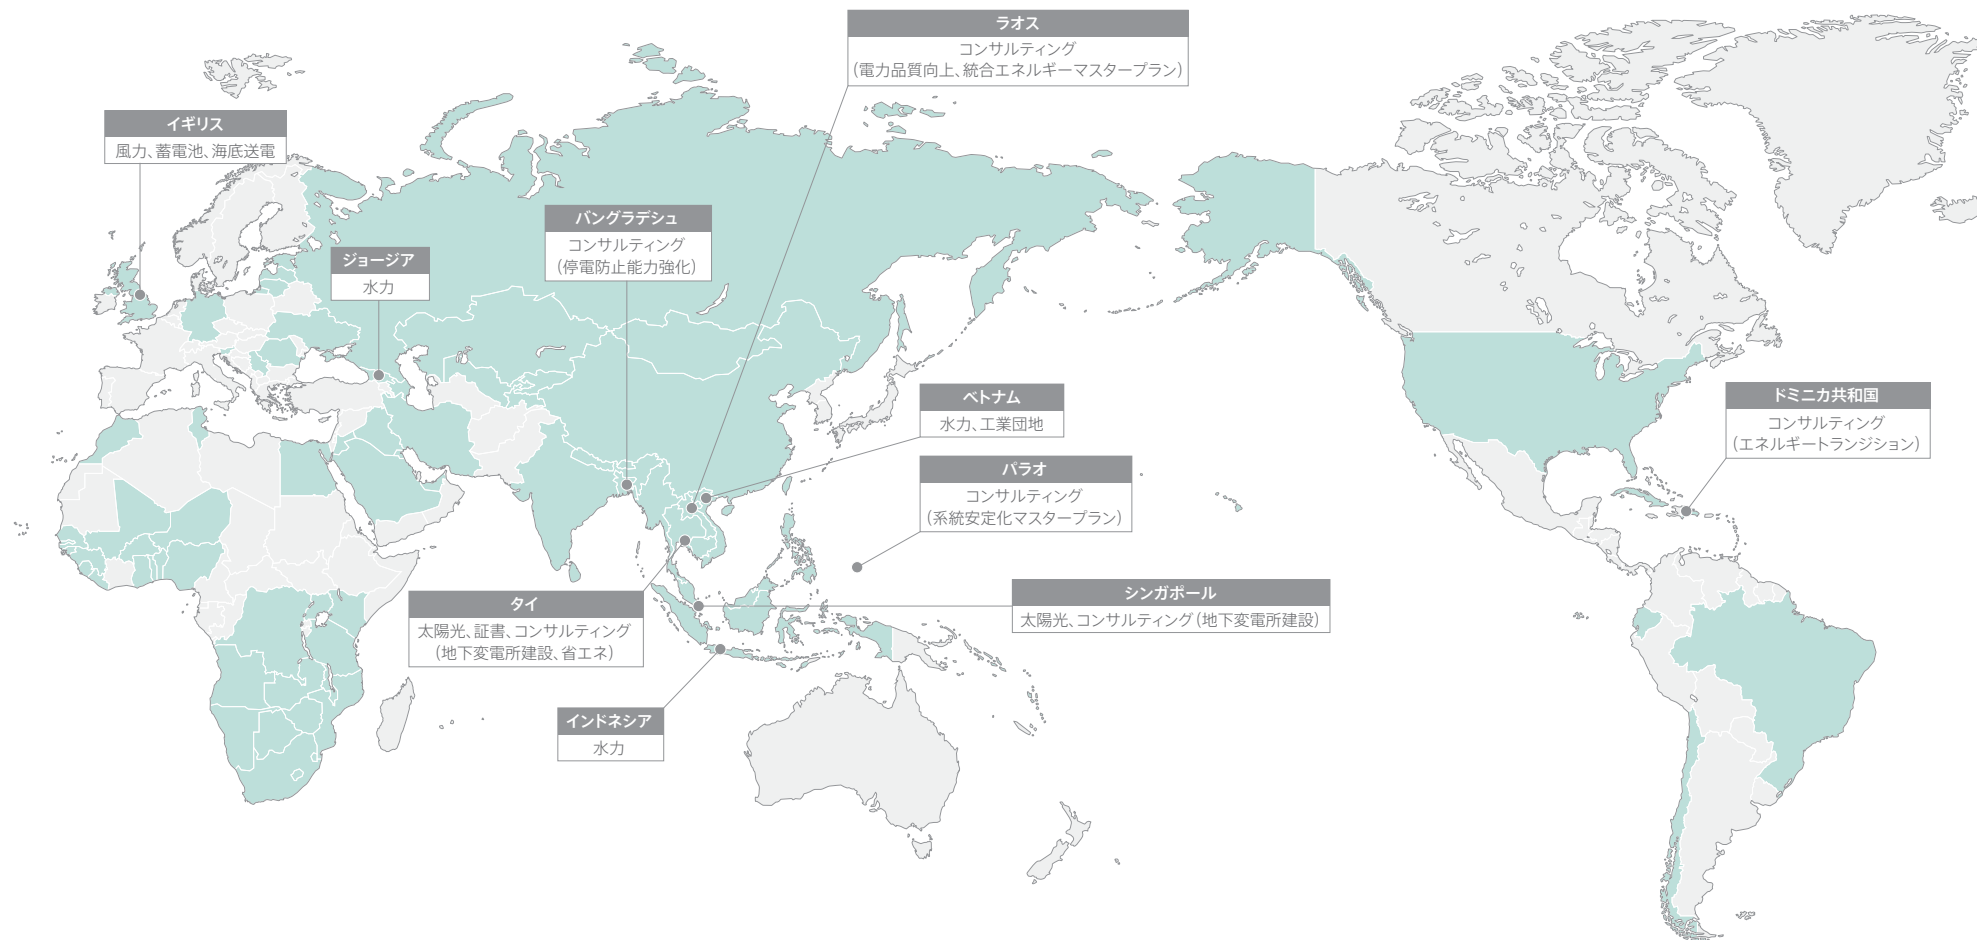 ラオス
コンサルティング
(電力品質向上、統合エネルギーマスタープラン)
イギリス
風力、蓄電池、海底送電
バングラデシュ
コンサルティング
(停電防止能力強化)
ジョージア
水力
ベトナム
水力、工業団地
ドミニカ共和国
コンサルティング
(エネルギートランジション)
パラオ
コンサルティング
(系統安定化マスタープラン)
シンガポール
太陽光、コンサルティング(地下変電所建設)
タイ
太陽光、証書、コンサルティング
(地下変電所建設、省エネ)
インドネシア
水力